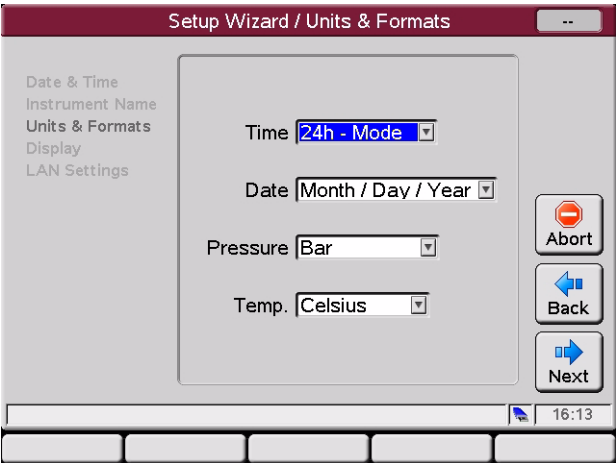 Setup Wizard / Units & Formats
--
Date & Time
Instrument Name
Units & Formats
Display
LAN Settings
Time 24h - Mode
Date Month / Day / Year
Pressure Bar
Temp. Celsius
Abort
Back
Next
16:13